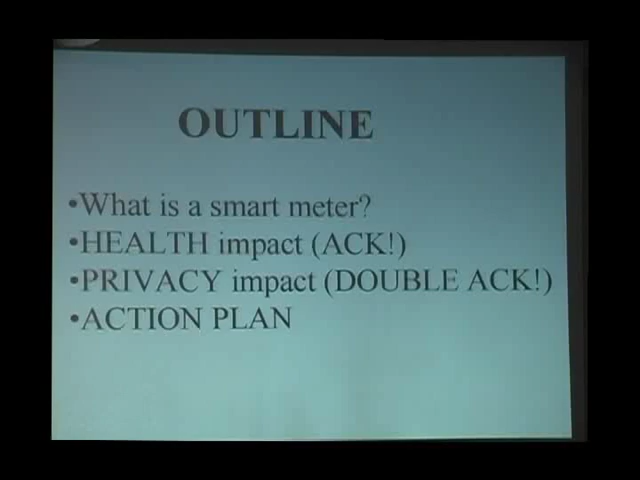 OUTLINE
•What is a smart meter?
•HEALTH impact (ACK!)
•PRIVACY impact (DOUBLE ACK!)
•ACTION PLAN